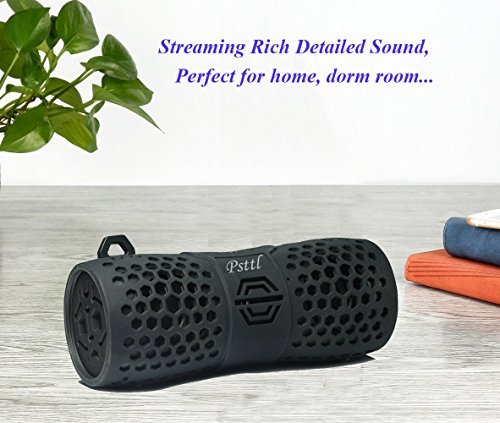 Streaming Rich Detailed Sound,
Perfect for home, dorm room...
Psttl